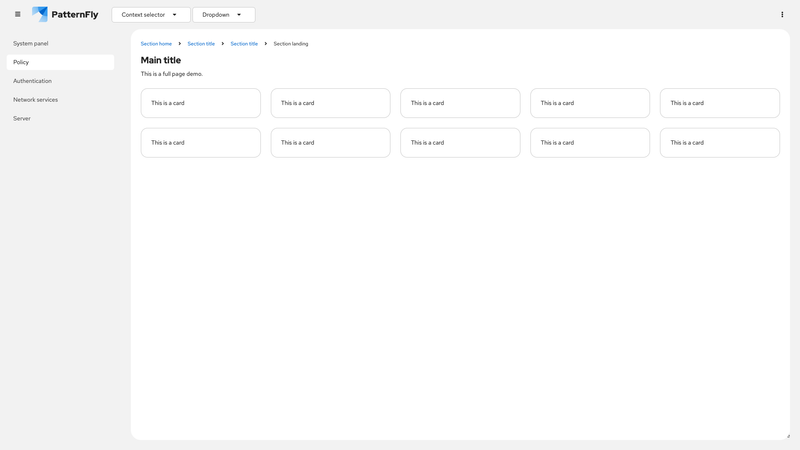 PatternFly Context selector Dropdown
System panel
Policy
Authentication
Network services
Server
Section home Section title Section title Section landing
Main title
This is a full page demo.
This is a card This is a card This is a card This is a card This is a card
This is a card This is a card This is a card This is a card This is a card